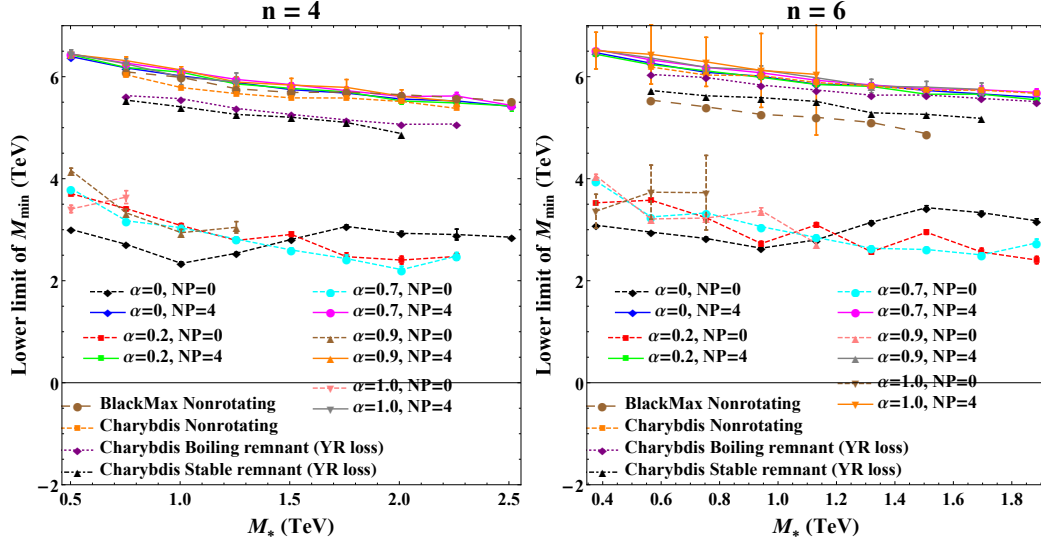 n = 4
Lower limit of M_min (TeV)
6
4
2
0
−2
α=0, NP=0
α=0, NP=4
α=0.2, NP=0
α=0.2, NP=4
α=0.7, NP=0
α=0.7, NP=4
α=0.9, NP=0
α=0.9, NP=4
α=1.0, NP=0
α=1.0, NP=4
BlackMax Nonrotating
Charybdis Nonrotating
Charybdis Boiling remnant (YR loss)
Charybdis Stable remnant (YR loss)
0.5 1.0 1.5 2.0 2.5
M_* (TeV)
n = 6
Lower limit of M_min (TeV)
6
4
2
0
−2
α=0, NP=0
α=0, NP=4
α=0.2, NP=0
α=0.2, NP=4
α=0.7, NP=0
α=0.7, NP=4
α=0.9, NP=0
α=0.9, NP=4
α=1.0, NP=0
α=1.0, NP=4
BlackMax Nonrotating
Charybdis Nonrotating
Charybdis Boiling remnant (YR loss)
Charybdis Stable remnant (YR loss)
0.4 0.6 0.8 1.0 1.2 1.4 1.6 1.8
M_* (TeV)